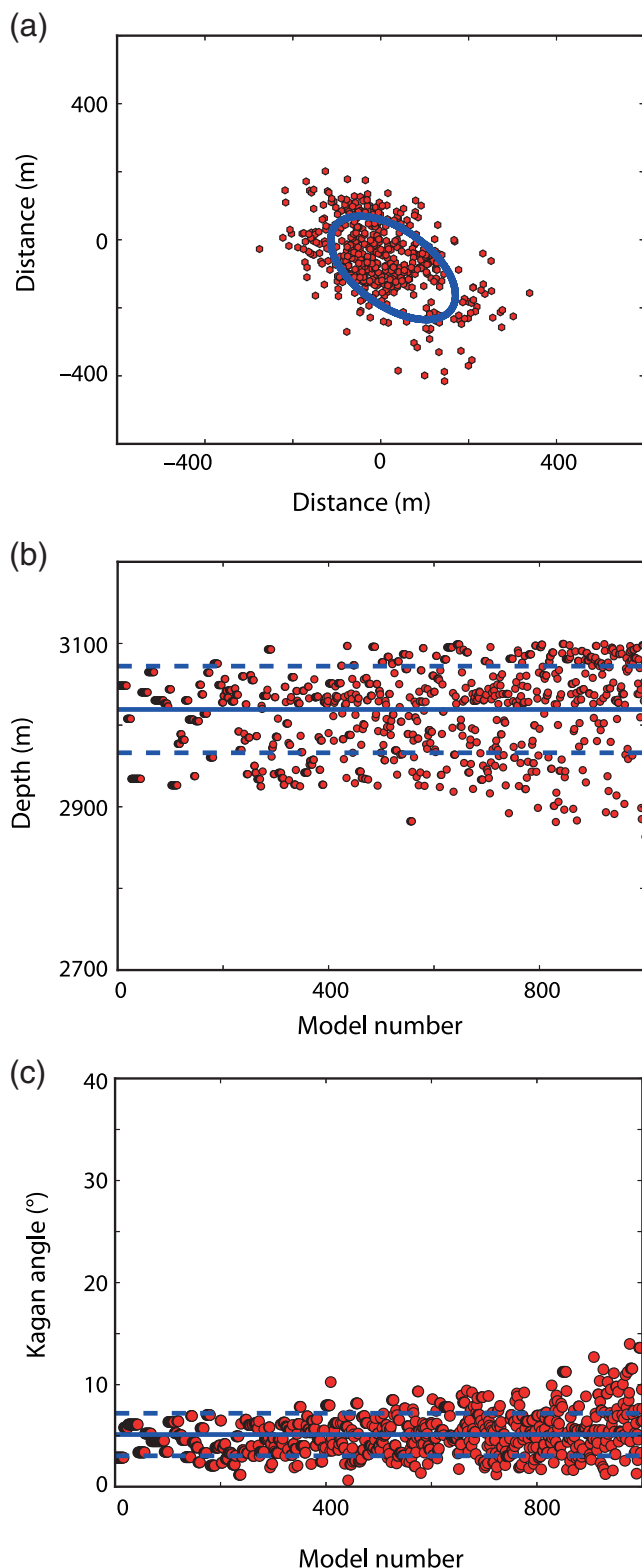 (a)
400
0
−400
Distance (m)
−400 0 400
Distance (m)
(b)
3100
2900
2700
Depth (m)
0 400 800
Model number
(c)
40
30
20
10
0
Kagan angle (°)
0 400 800
Model number